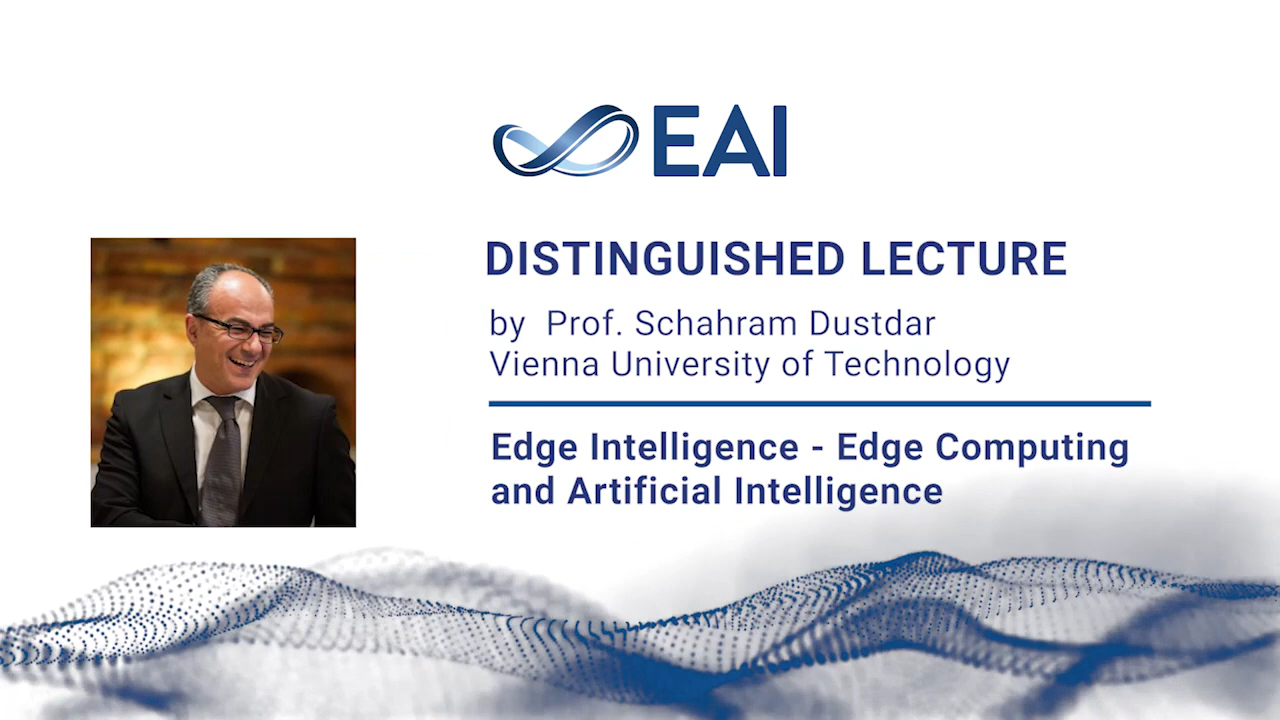 EAI
DISTINGUISHED LECTURE
by Prof. Schahram Dustdar
Vienna University of Technology
Edge Intelligence - Edge Computing
and Artificial Intelligence